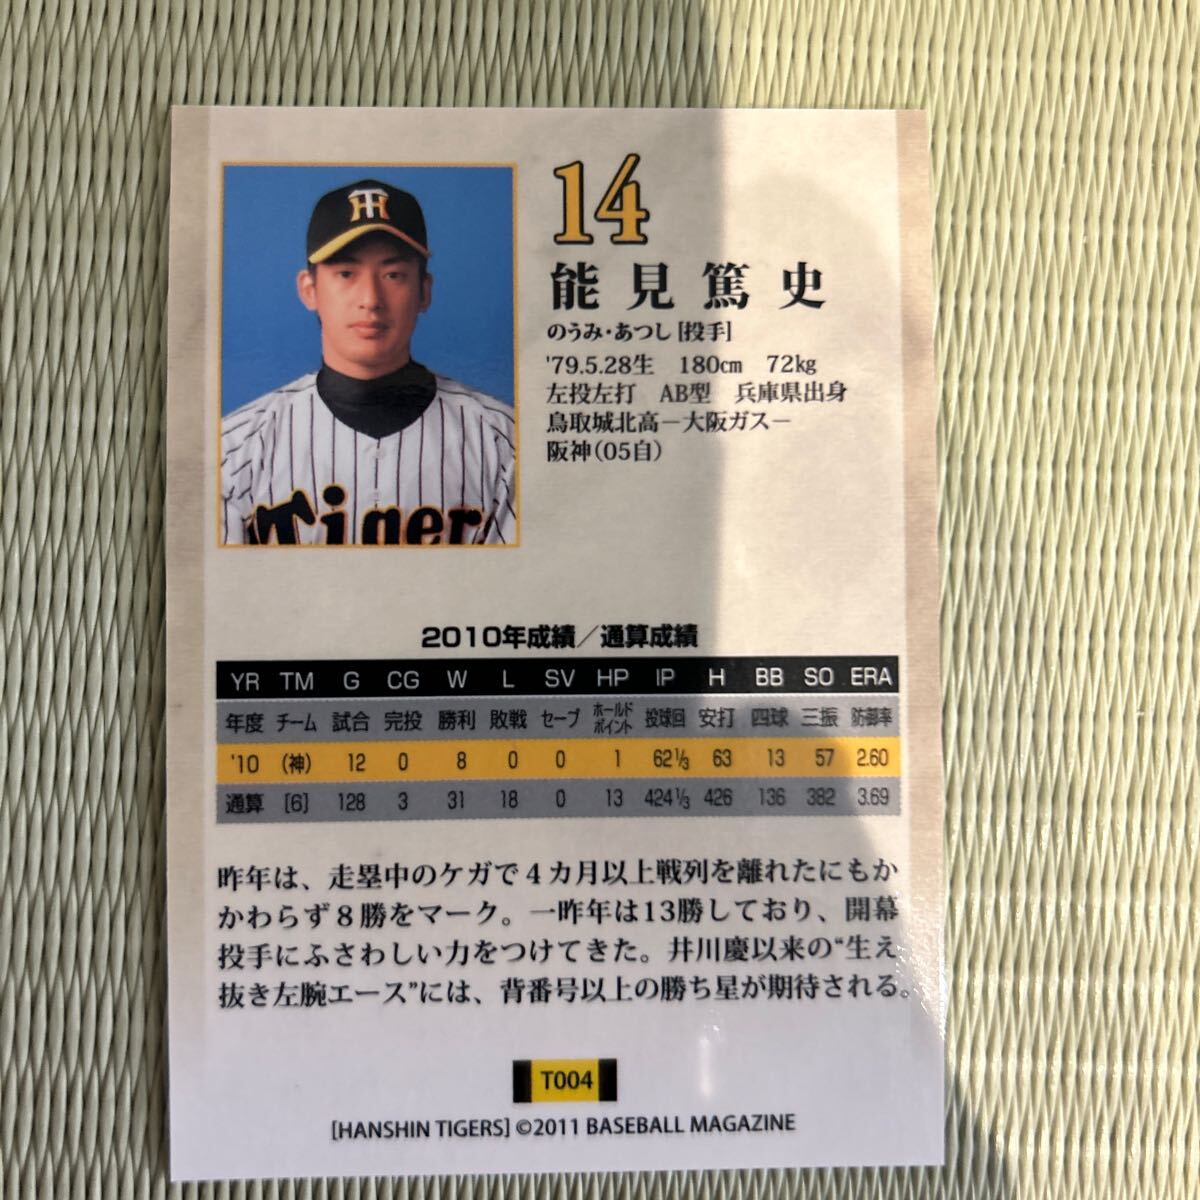 14
能見篤史
のうみ・あつし [投手]
'79.5.28生 180cm 72kg
左投左打 AB型 兵庫県出身
鳥取城北高－大阪ガス－
阪神(05自)
Tigers
2010年成績／通算成績
YR TM G CG W L SV HP IP H BB SO ERA
年度 チーム 試合 完投 勝利 敗戦 セーブ ホールドポイント 投球回 安打 四球 三振 防御率
'10 (神) 12 0 8 0 0 1 62⅓ 63 13 57 2.60
通算 [6] 128 3 31 18 0 13 424⅓ 426 136 382 3.69
昨年は、走塁中のケガで４カ月以上戦列を離れたにもか
かわらず８勝をマーク。一昨年は13勝しており、開幕
投手にふさわしい力をつけてきた。井川慶以来の“生え
抜き左腕エース”には、背番号以上の勝ち星が期待される。
T004
[HANSHIN TIGERS] ©2011 BASEBALL MAGAZINE